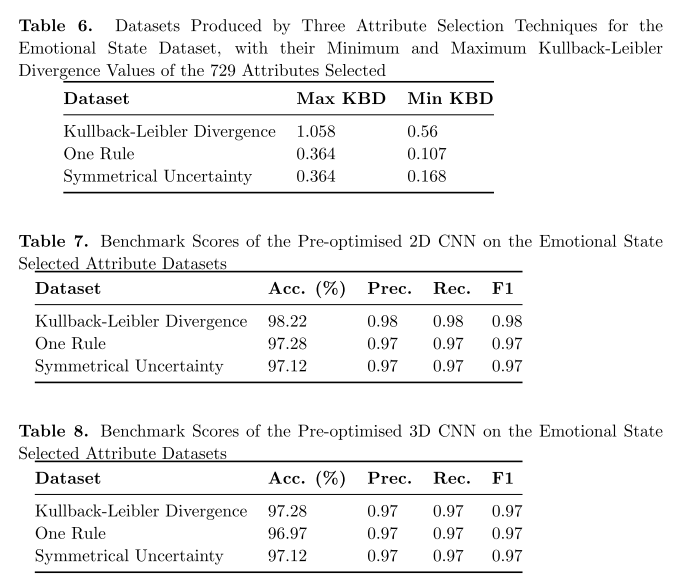 Table 6. Datasets Produced by Three Attribute Selection Techniques for the
Emotional State Dataset, with their Minimum and Maximum Kullback-Leibler
Divergence Values of the 729 Attributes Selected
Dataset Max KBD Min KBD
Kullback-Leibler Divergence 1.058 0.56
One Rule 0.364 0.107
Symmetrical Uncertainty 0.364 0.168
Table 7. Benchmark Scores of the Pre-optimised 2D CNN on the Emotional State
Selected Attribute Datasets
Dataset Acc. (%) Prec. Rec. F1
Kullback-Leibler Divergence 98.22 0.98 0.98 0.98
One Rule 97.28 0.97 0.97 0.97
Symmetrical Uncertainty 97.12 0.97 0.97 0.97
Table 8. Benchmark Scores of the Pre-optimised 3D CNN on the Emotional State
Selected Attribute Datasets
Dataset Acc. (%) Prec. Rec. F1
Kullback-Leibler Divergence 97.28 0.97 0.97 0.97
One Rule 96.97 0.97 0.97 0.97
Symmetrical Uncertainty 97.12 0.97 0.97 0.97